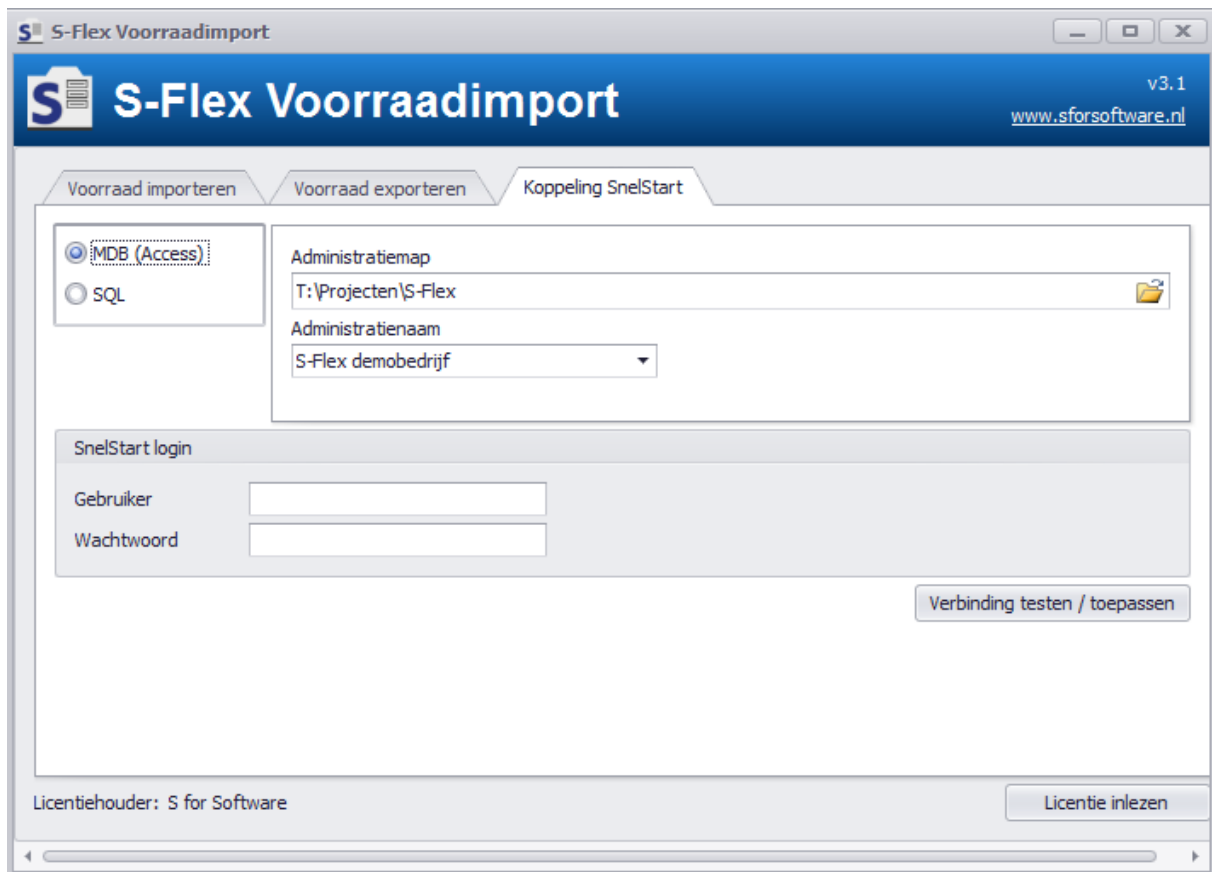 S-Flex Voorraadimport
S-Flex Voorraadimport
v3.1
www.sforsoftware.nl
Voorraad importeren
Voorraad exporteren
Koppeling SnelStart
MDB (Access)
SQL
Administratiemap
T:\Projecten\S-Flex
Administratienaam
S-Flex demobedrijf
SnelStart login
Gebruiker
Wachtwoord
Verbinding testen / toepassen
Licentiehouder: S for Software
Licentie inlezen